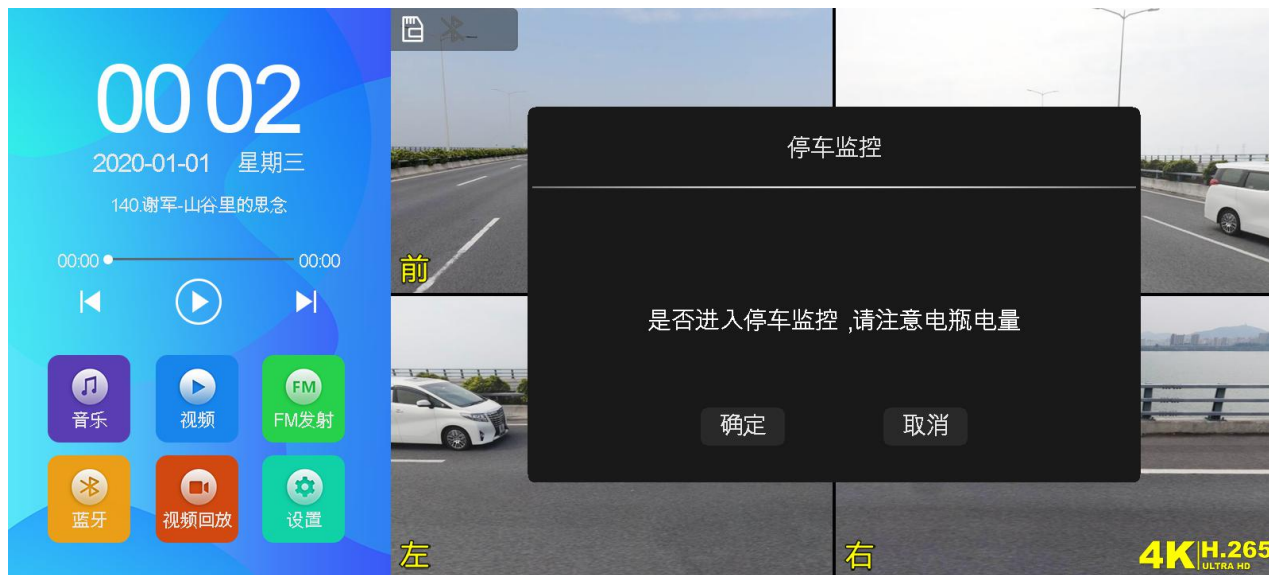 00 02
2020-01-01 星期三
140.谢军-山谷里的思念
00:00 00:00
音乐 视频 FM FM发射
蓝牙 视频回放 设置
停车监控
是否进入停车监控 ,请注意电瓶电量
确定 取消
前
左
右
4K H.265
ULTRA HD